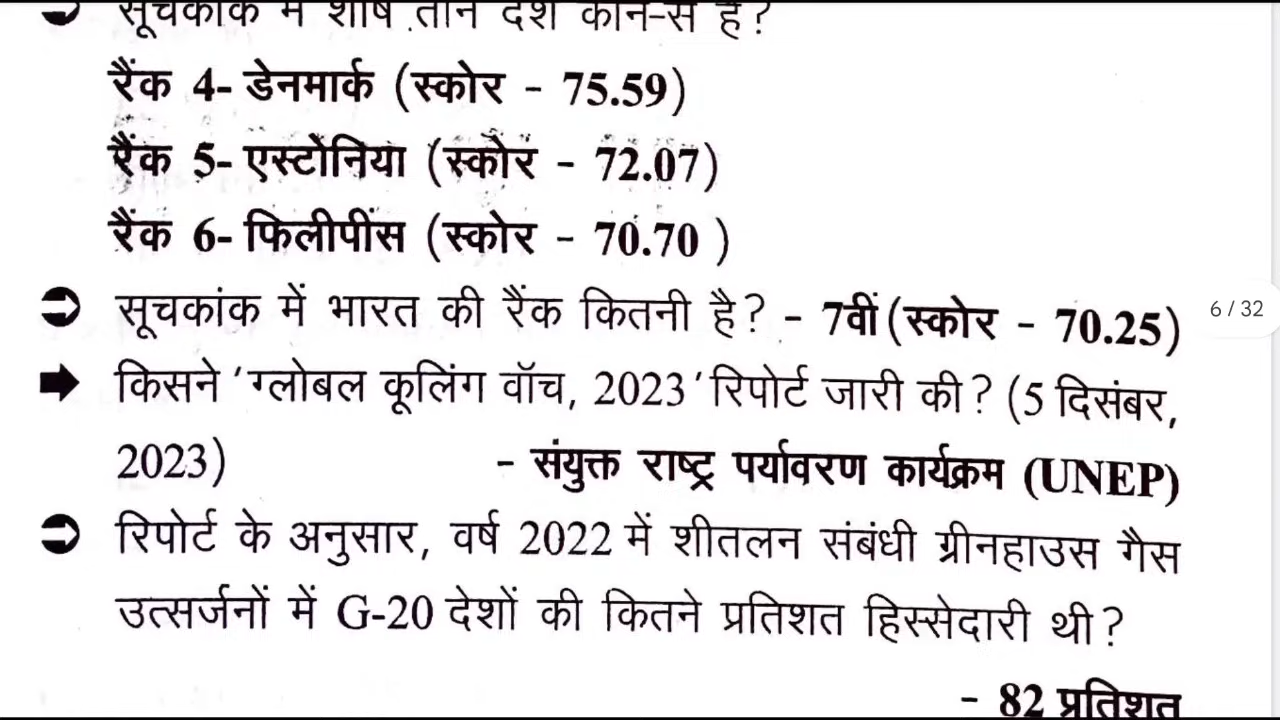 सूचकांक में शीर्ष तीन देश कौन-से हैं?
रैंक 4- डेनमार्क (स्कोर - 75.59)
रैंक 5- एस्टोनिया (स्कोर - 72.07)
रैंक 6- फिलीपींस (स्कोर - 70.70 )
➲ सूचकांक में भारत की रैंक कितनी है? - 7वीं (स्कोर - 70.25)
6 / 32
➡ किसने 'ग्लोबल कूलिंग वॉच, 2023' रिपोर्ट जारी की? (5 दिसंबर,
2023) - संयुक्त राष्ट्र पर्यावरण कार्यक्रम (UNEP)
➲ रिपोर्ट के अनुसार, वर्ष 2022 में शीतलन संबंधी ग्रीनहाउस गैस
उत्सर्जनों में G-20 देशों की कितने प्रतिशत हिस्सेदारी थी?
- 82 प्रतिशत